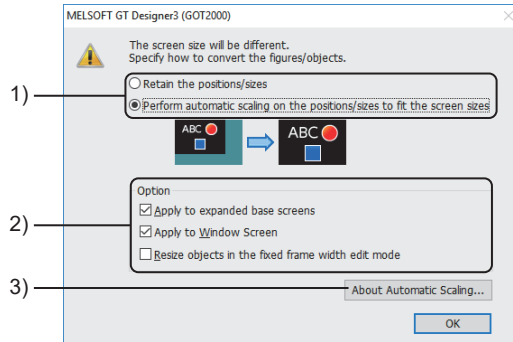 MELSOFT GT Designer3 (GOT2000)
The screen size will be different.
Specify how to convert the figures/objects.
1)
Retain the positions/sizes
Perform automatic scaling on the positions/sizes to fit the screen sizes
ABC
ABC
2)
Option
Apply to expanded base screens
Apply to Window Screen
Resize objects in the fixed frame width edit mode
3)
About Automatic Scaling...
OK